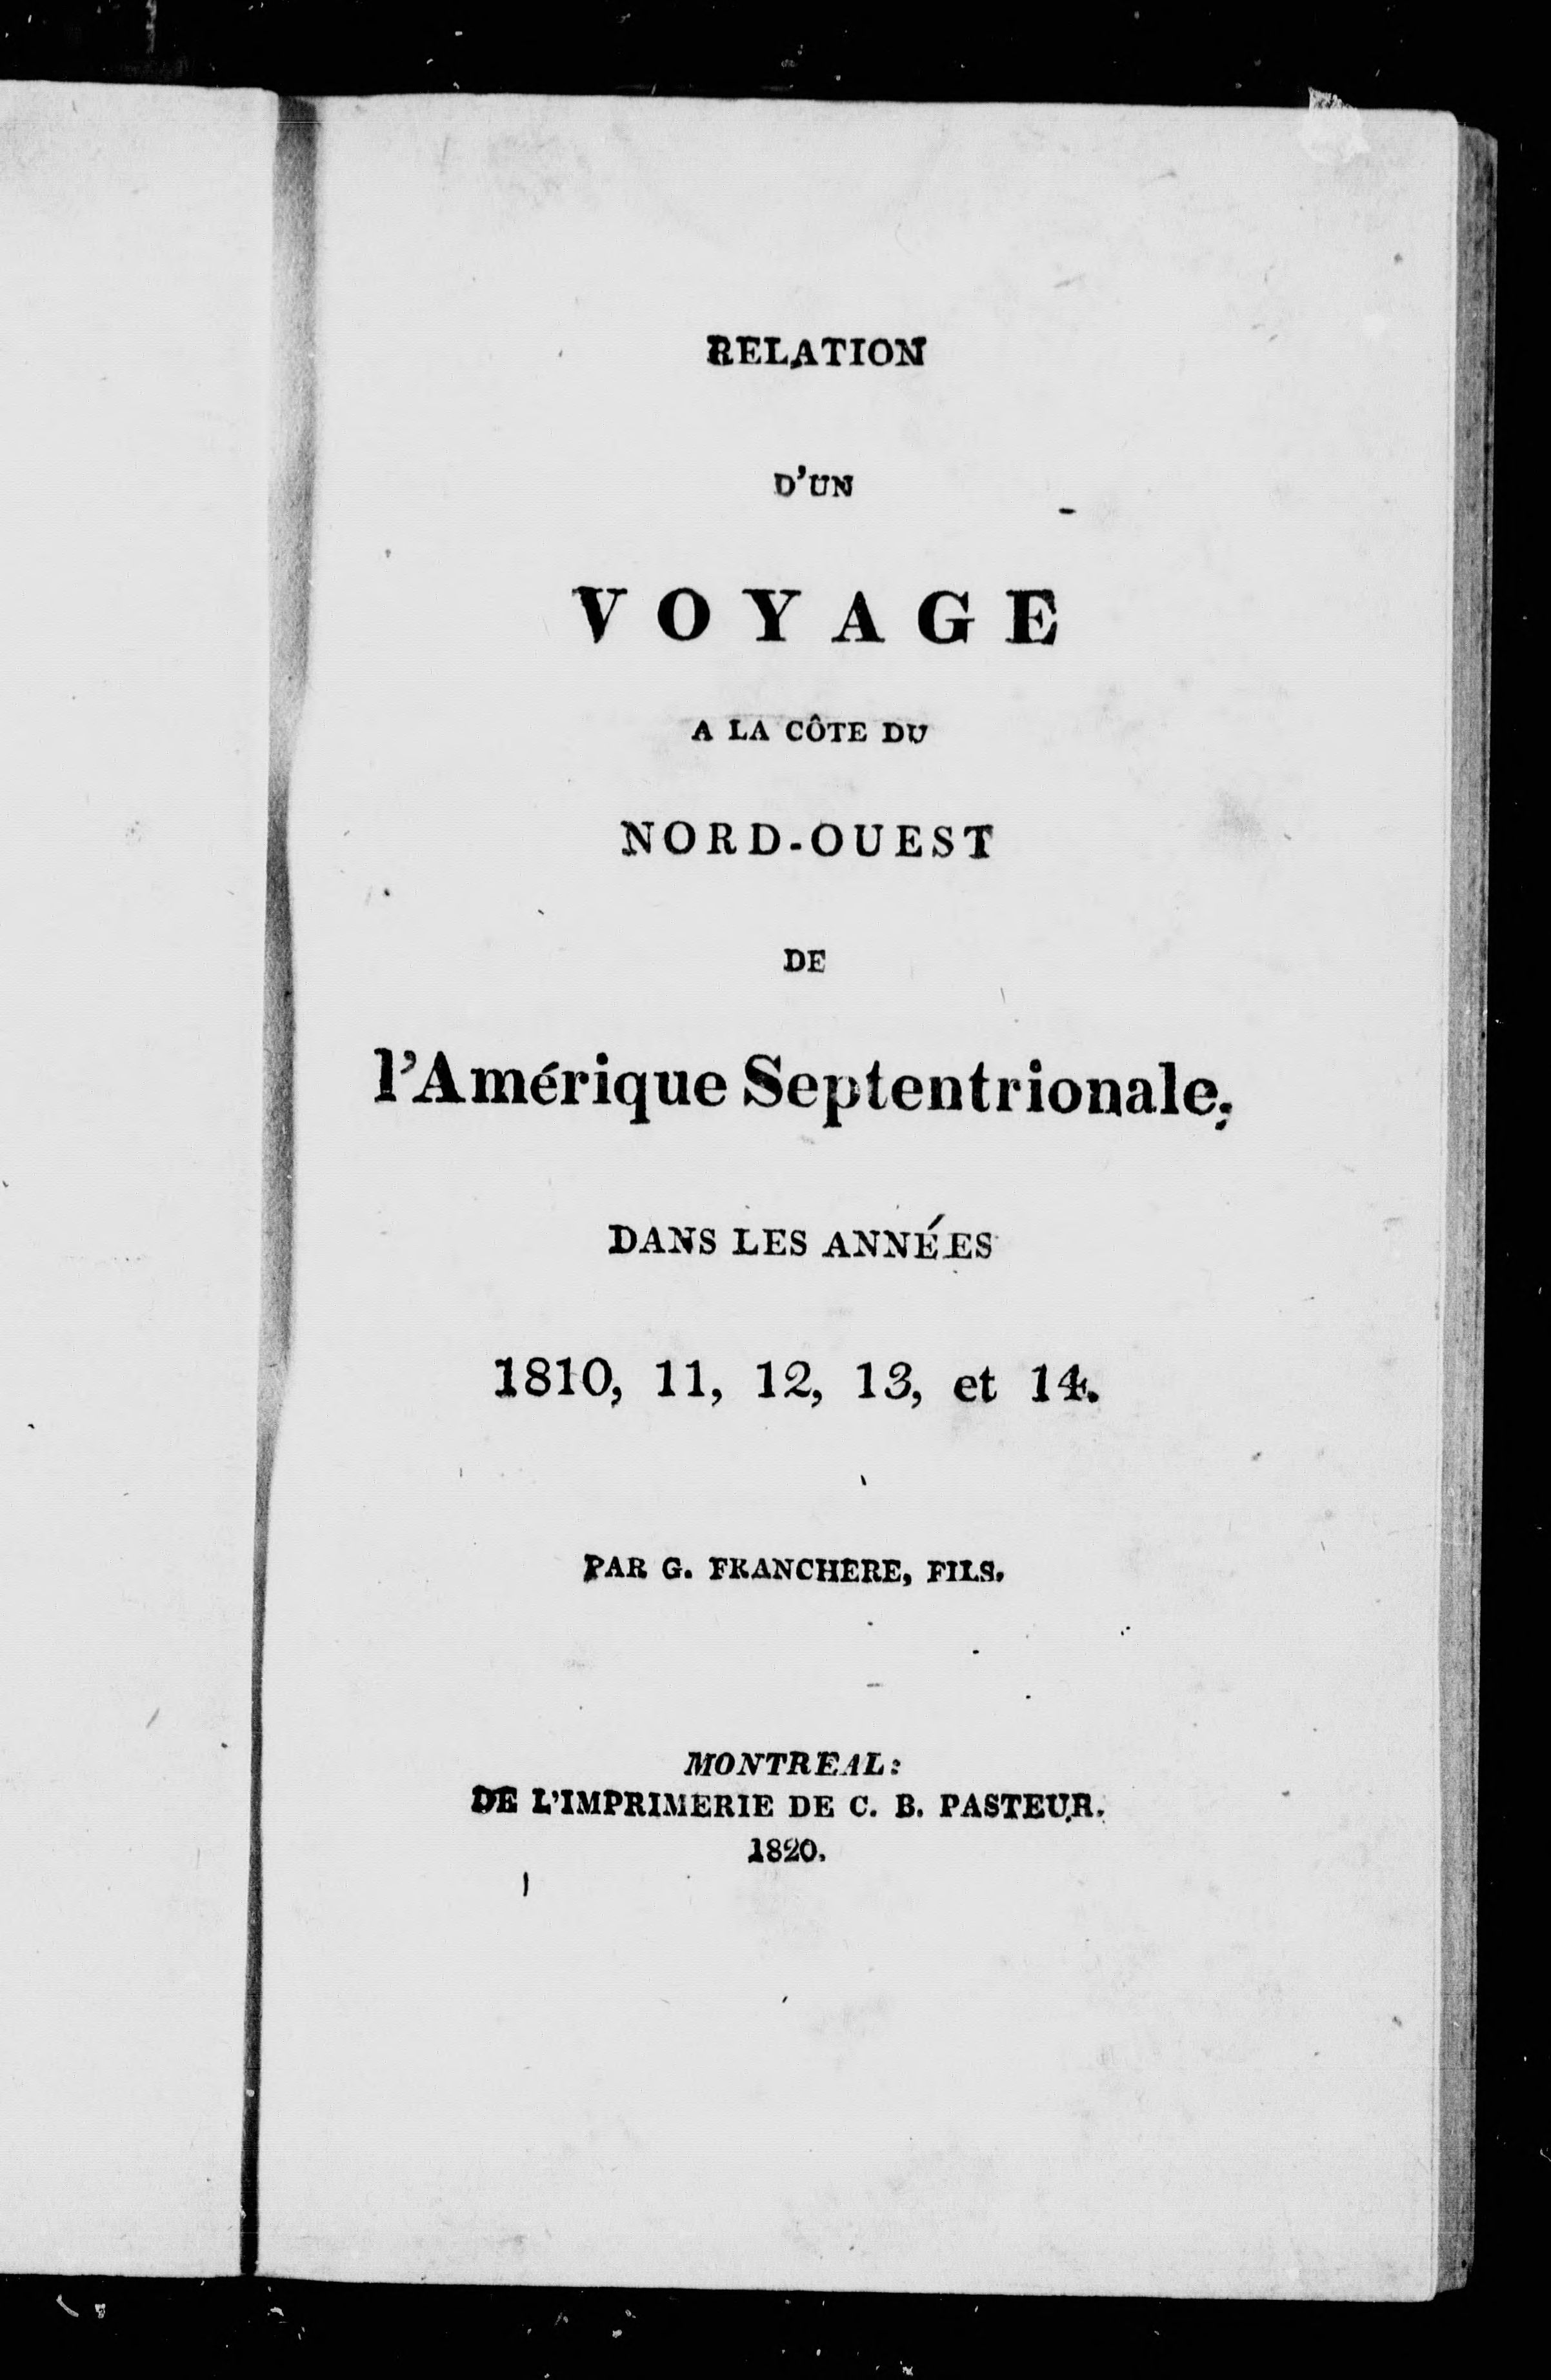 RELATION
D'UN
VOYAGE
A LA CÔTE DU
NORD-OUEST
DE
l'Amérique Septentrionale,
DANS LES ANNÉES
1810, 11, 12, 13, et 14.
PAR G. FRANCHERE, FILS.
MONTREAL:
DE L'IMPRIMERIE DE C. B. PASTEUR.
1820.